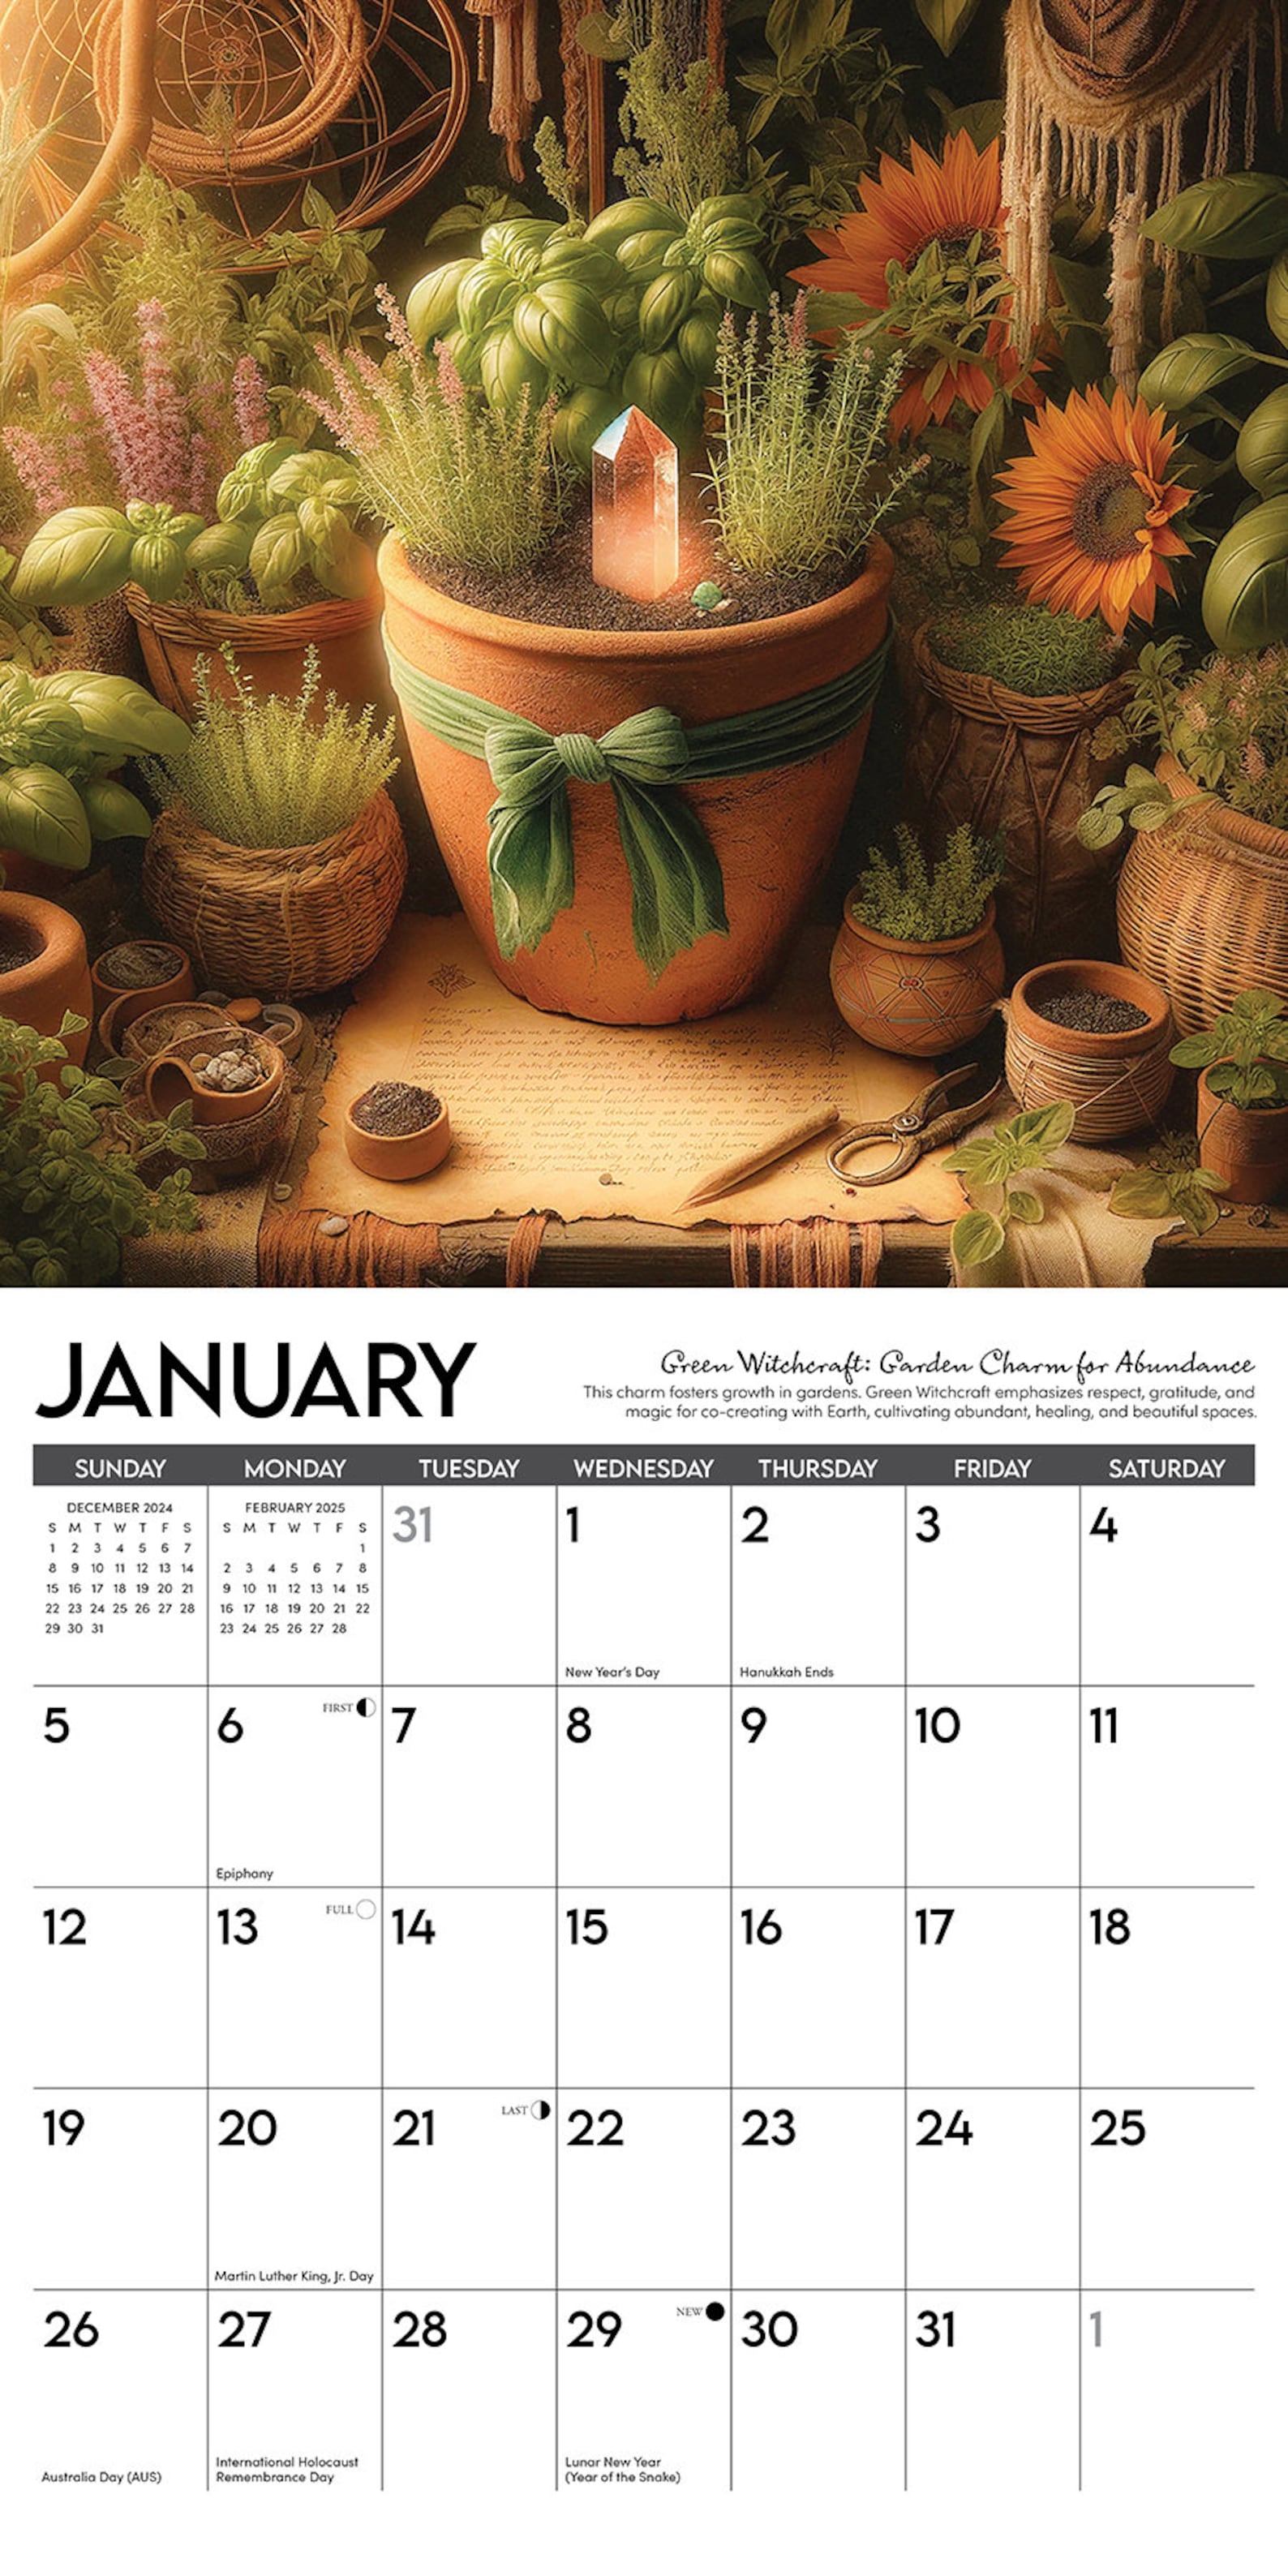 JANUARY
Green Witchcraft: Garden Charm for Abundance
This charm fosters growth in gardens. Green Witchcraft emphasizes respect, gratitude, and
magic for co-creating with Earth, cultivating abundant, healing, and beautiful spaces.
SUNDAY MONDAY TUESDAY WEDNESDAY THURSDAY FRIDAY SATURDAY
DECEMBER 2024
S M T W T F S
1 2 3 4 5 6 7
8 9 10 11 12 13 14
15 16 17 18 19 20 21
22 23 24 25 26 27 28
29 30 31
FEBRUARY 2025
S M T W T F S
1
2 3 4 5 6 7 8
9 10 11 12 13 14 15
16 17 18 19 20 21 22
23 24 25 26 27 28
31 1 2 3 4
New Year's Day Hanukkah Ends
5 6 FIRST 7 8 9 10 11
Epiphany
12 13 FULL 14 15 16 17 18
19 20 21 LAST 22 23 24 25
Martin Luther King, Jr. Day
26 27 28 29 NEW 30 31 1
Australia Day (AUS)
International Holocaust
Remembrance Day
Lunar New Year
(Year of the Snake)